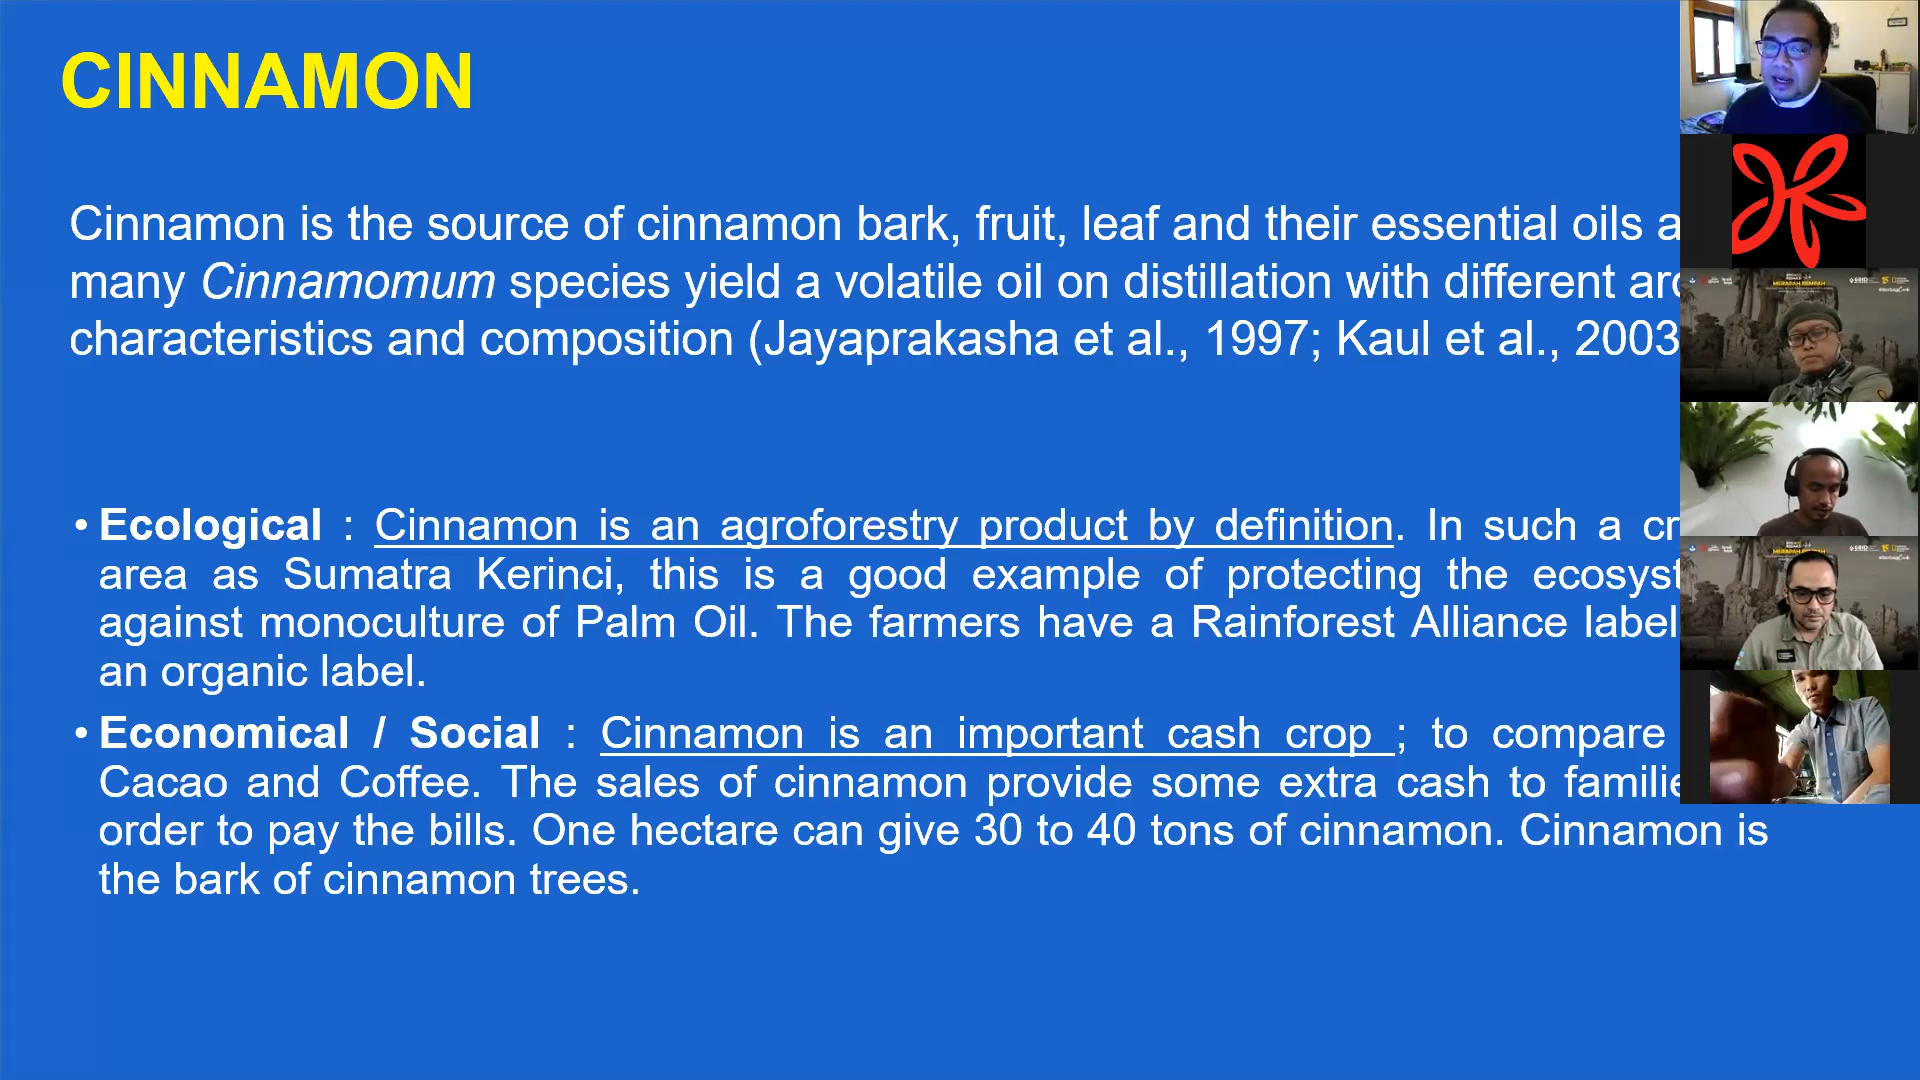 CINNAMON
Cinnamon is the source of cinnamon bark, fruit, leaf and their essential oils
many Cinnamomum species yield a volatile oil on distillation with different
characteristics and composition (Jayaprakasha et al., 1997; Kaul et al., 2003
• Ecological : Cinnamon is an agroforestry product by definition. In such a
area as Sumatra Kerinci, this is a good example of protecting the
against monoculture of Palm Oil. The farmers have a Rainforest Alliance label
an organic label.
• Economical / Social : Cinnamon is an important cash crop ; to compare
Cacao and Coffee. The sales of cinnamon provide some extra cash to
order to pay the bills. One hectare can give 30 to 40 tons of cinnamon. Cinnamon is
the bark of cinnamon trees.